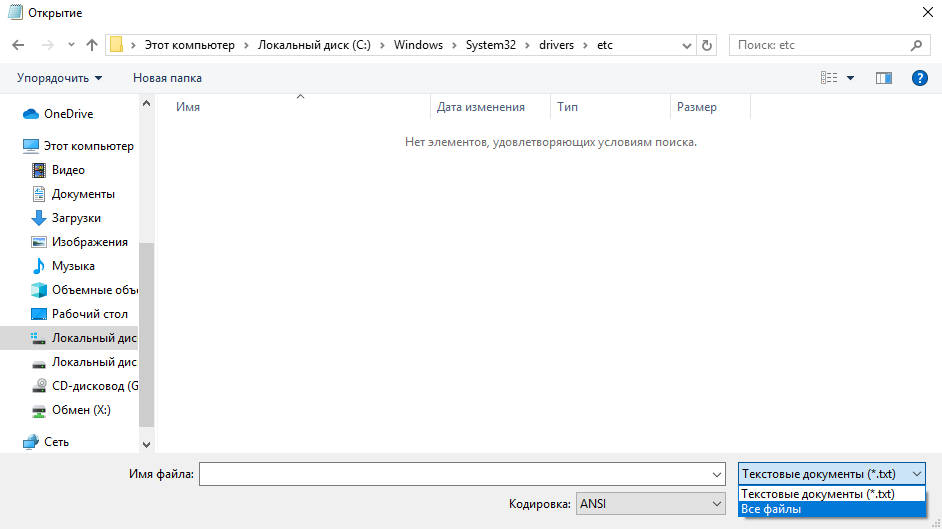 Открытие
Этот компьютер > Локальный диск (C:) > Windows > System32 > drivers > etc
Поиск: etc
Упорядочить
Новая папка
?
Имя
Дата изменения
Тип
Размер
Нет элементов, удовлетворяющих условиям поиска.
OneDrive
Этот компьютер
Видео
Документы
Загрузки
Изображения
Музыка
Объемные объ
Рабочий стол
Локальный дис
Локальный дис
CD-дисковод (G
Обмен (X:)
Сеть
Имя файла:
Текстовые документы (*.txt)
Текстовые документы (*.txt)
Все файлы
Кодировка:
ANSI